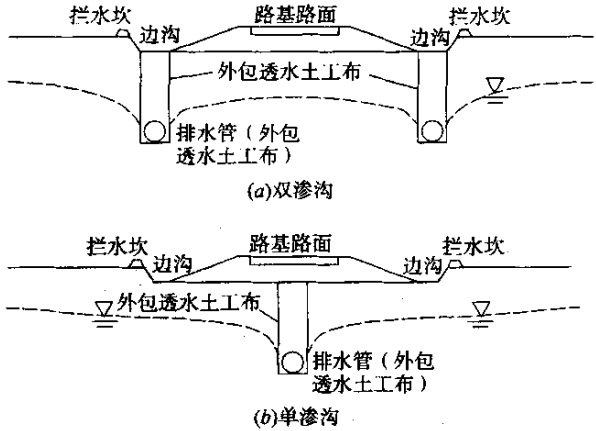 拦水坎 边沟 路基路面 拦水坎
边沟
外包透水土工布
排水管(外包
透水土工布)
(a)双渗沟
拦水坎 边沟 路基路面 边沟 拦水坎
外包透水土工布
排水管(外包
透水土工布)
(b)单渗沟